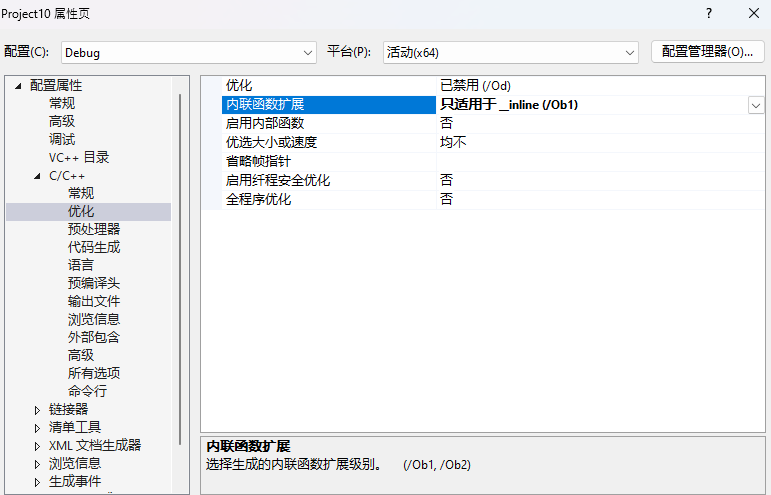 Project10 属性页
配置(C): Debug 平台(P): 活动(x64) 配置管理器(O)...
配置属性
常规
高级
调试
VC++ 目录
C/C++
常规
优化
预处理器
代码生成
语言
预编译头
输出文件
浏览信息
外部包含
高级
所有选项
命令行
链接器
清单工具
XML 文档生成器
浏览信息
生成事件
优化 已禁用 (/Od)
内联函数扩展 只适用于 __inline (/Ob1)
启用内部函数 否
优选大小或速度 均不
省略帧指针
启用纤程安全优化 否
全程序优化 否
内联函数扩展
选择生成的内联函数扩展级别。 (/Ob1, /Ob2)